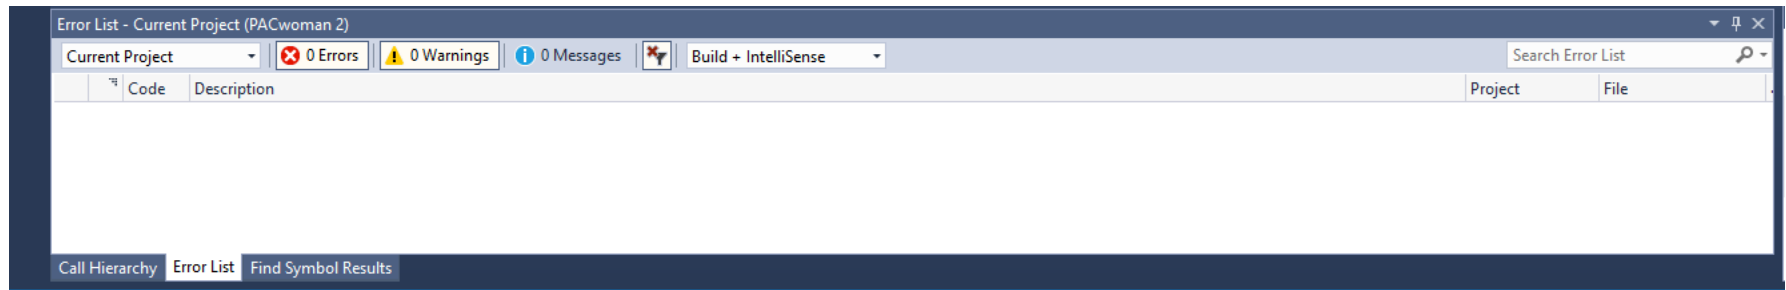 Error List - Current Project (PACwoman 2)
Current Project 0 Errors 0 Warnings 0 Messages Build + IntelliSense Search Error List
Code Description Project File
Call Hierarchy Error List Find Symbol Results